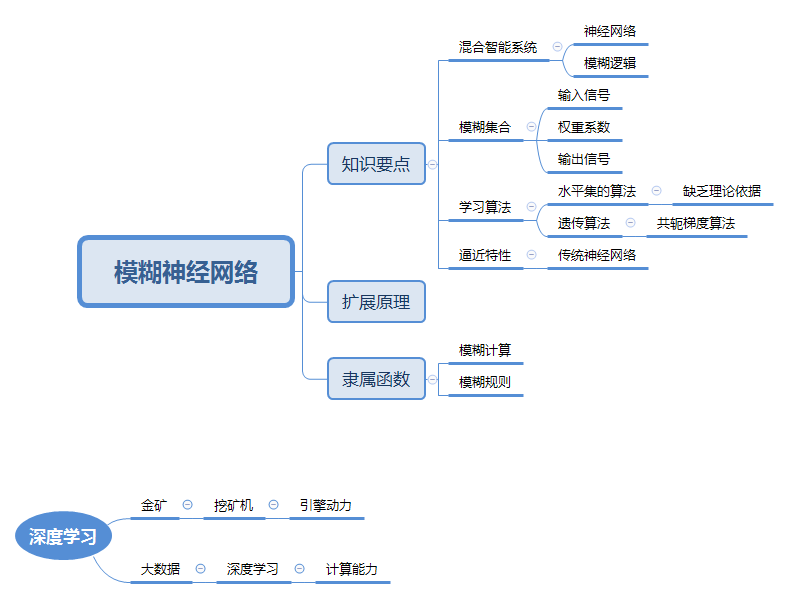 模糊神经网络
知识要点
混合智能系统
神经网络
模糊逻辑
模糊集合
输入信号
权重系数
输出信号
学习算法
水平集的算法
缺乏理论依据
遗传算法
共轭梯度算法
逼近特性
传统神经网络
扩展原理
隶属函数
模糊计算
模糊规则
深度学习
金矿
挖矿机
引擎动力
大数据
深度学习
计算能力